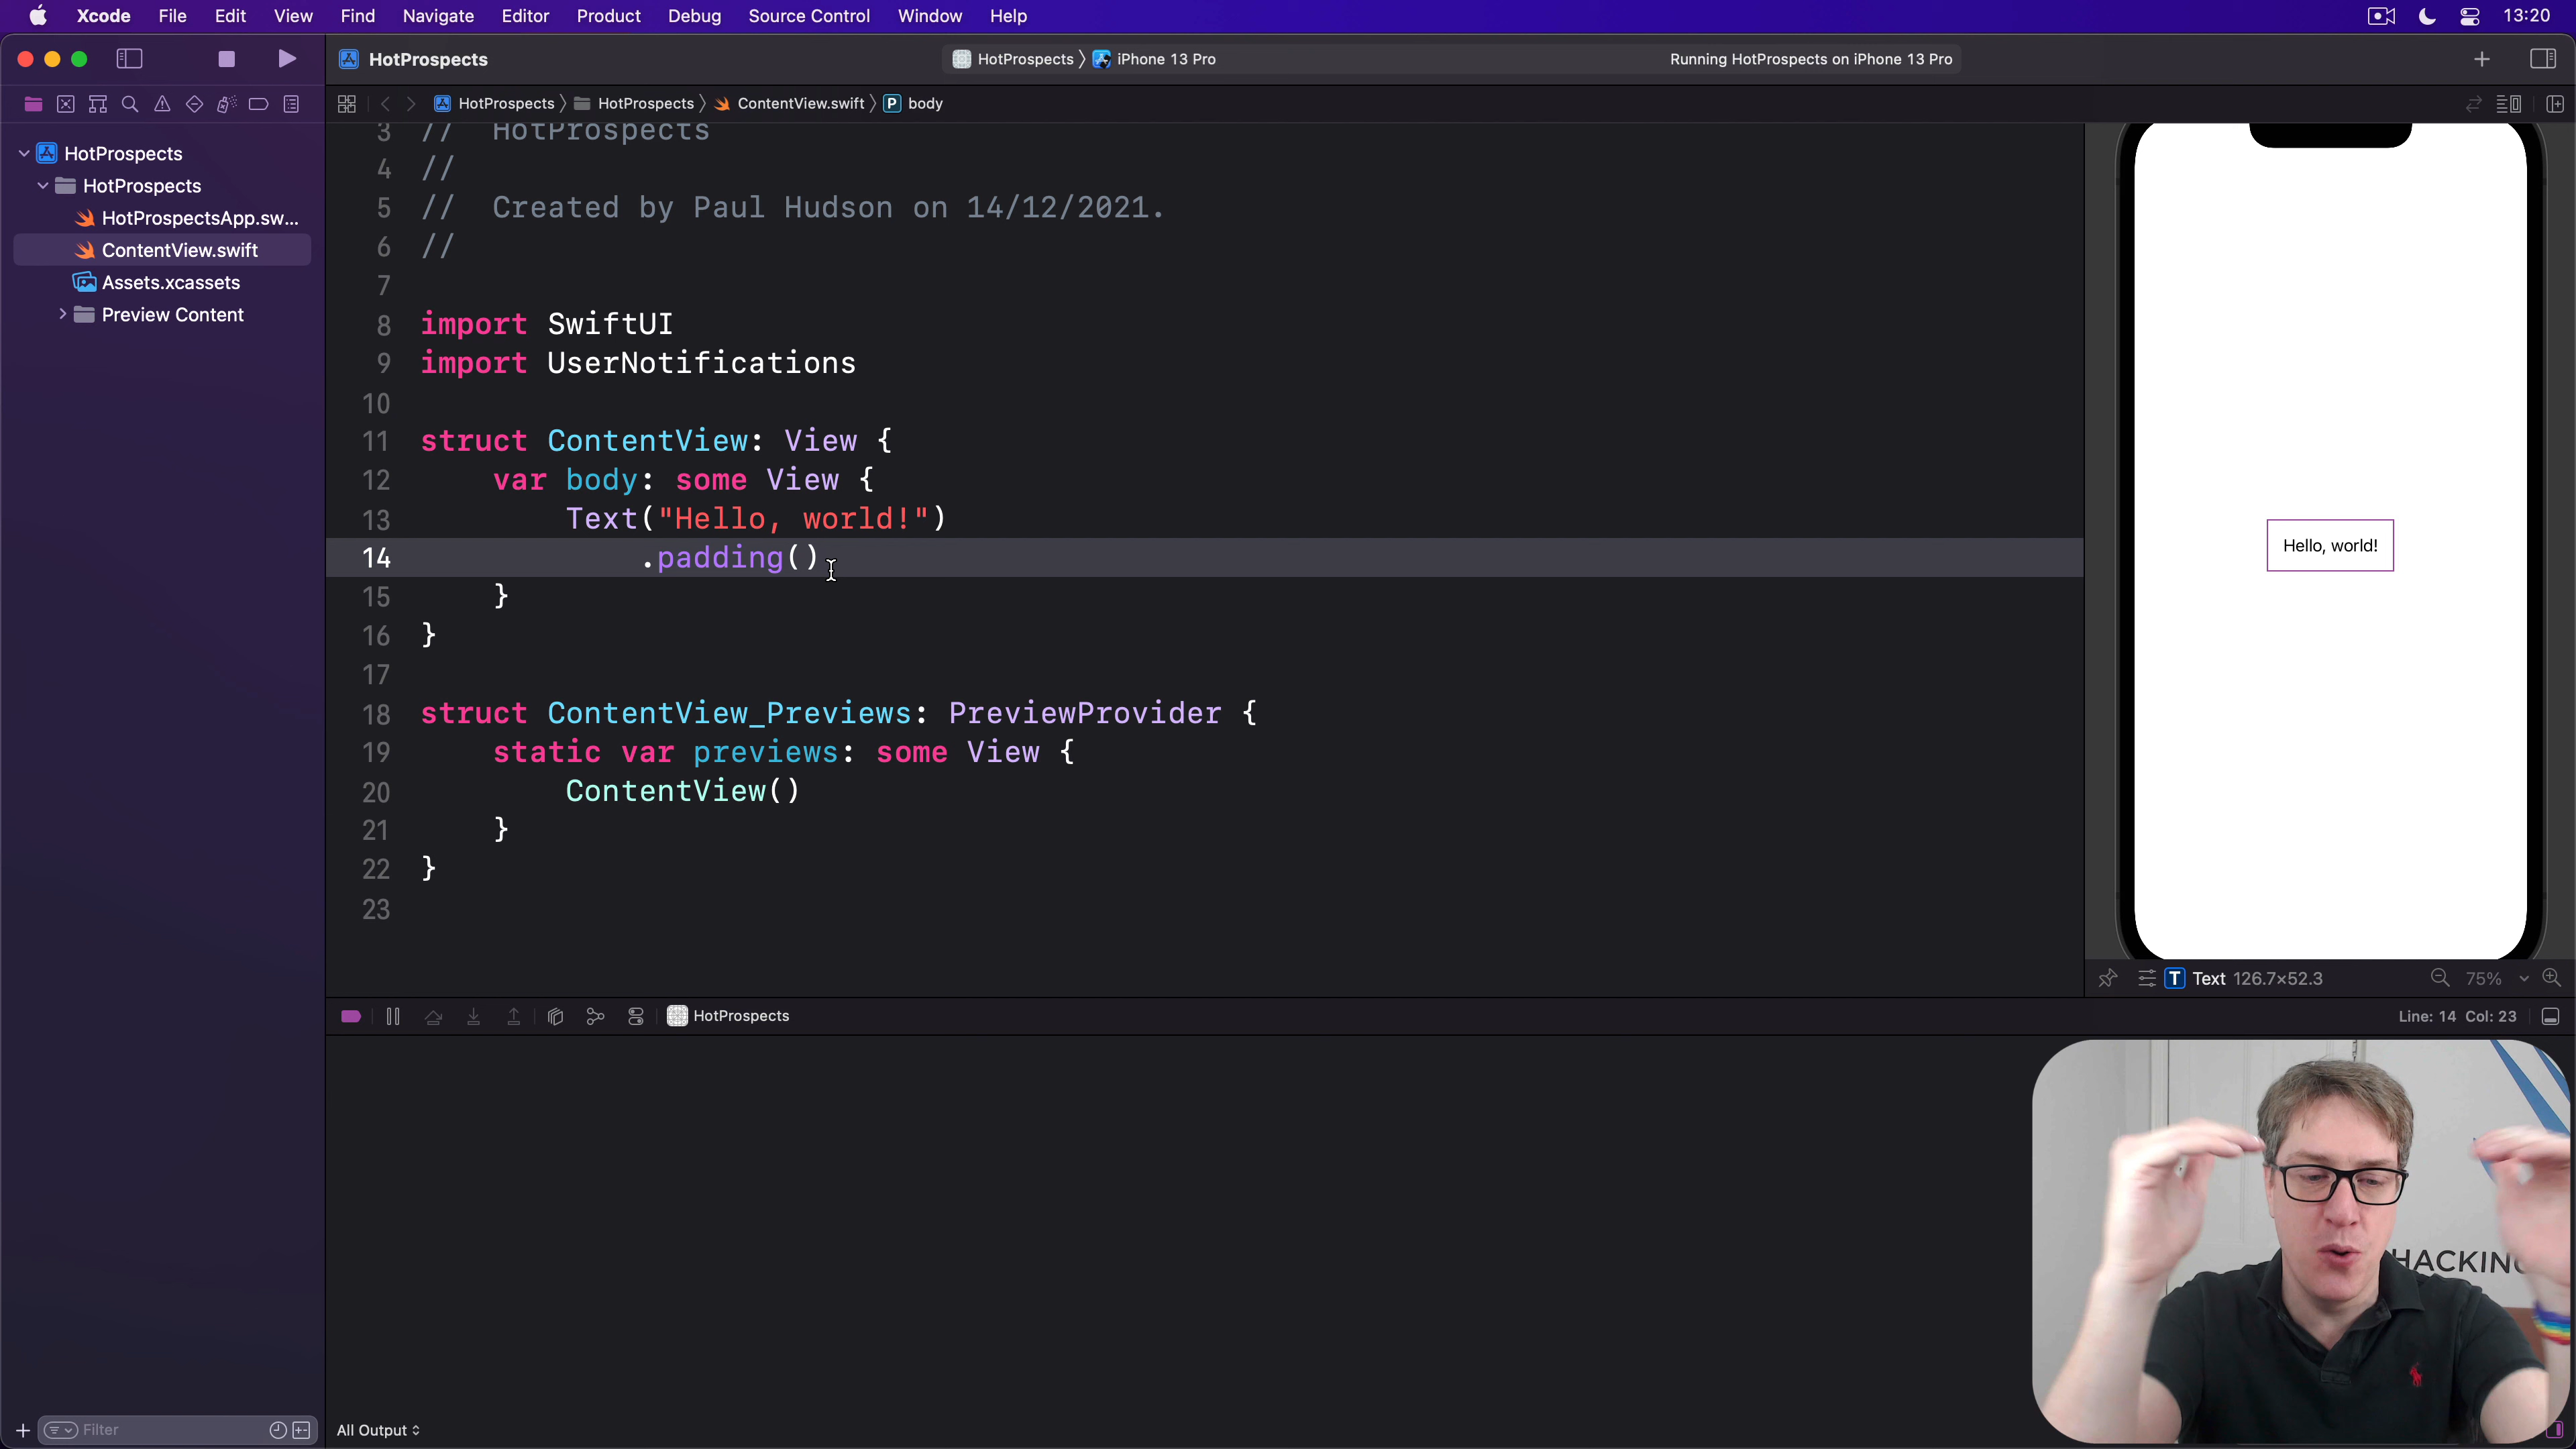 Xcode File Edit View Find Navigate Editor Product Debug Source Control Window Help 13:20
HotProspects
HotProspects iPhone 13 Pro
Running HotProspects on iPhone 13 Pro
HotProspects HotProspects ContentView.swift P body
HotProspects
HotProspects
HotProspectsApp.sw...
ContentView.swift
Assets.xcassets
Preview Content
3 // HotProspects
4 //
5 // Created by Paul Hudson on 14/12/2021.
6 //
7
8 import SwiftUI
9 import UserNotifications
10
11 struct ContentView: View {
12 var body: some View {
13 Text("Hello, world!")
14 .padding()
15 }
16 }
17
18 struct ContentView_Previews: PreviewProvider {
19 static var previews: some View {
20 ContentView()
21 }
22 }
23
Hello, world!
T Text 126.7×52.3 75%
HotProspects
Line: 14 Col: 23
HACKING
Filter
All Output